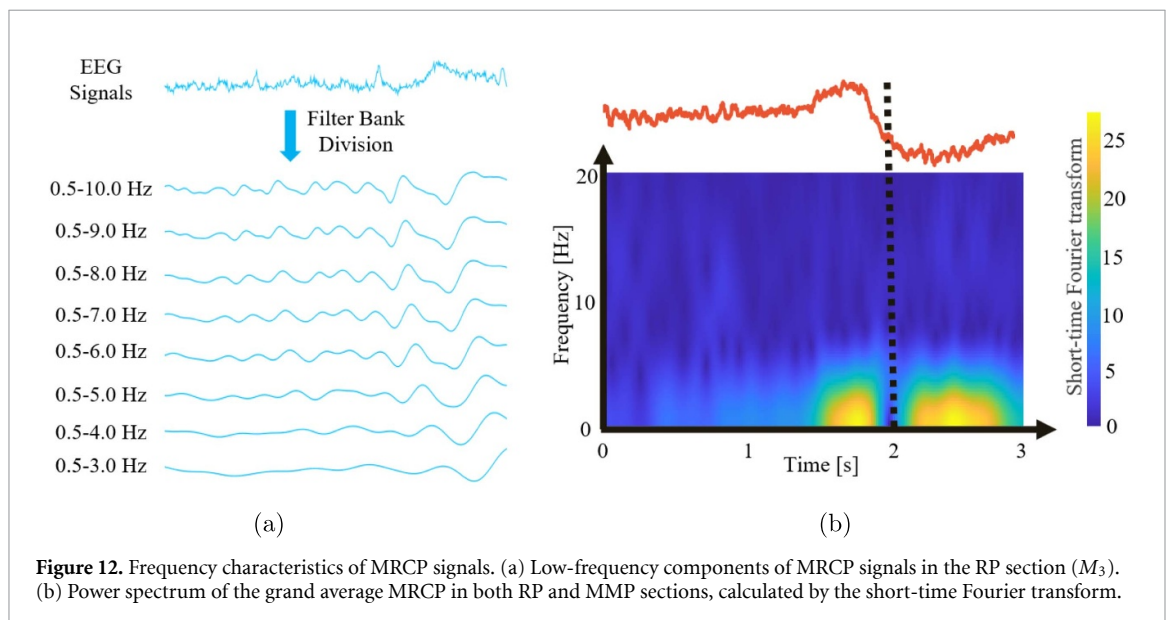 EEG
Signals
Filter Bank
Division
0.5-10.0 Hz
0.5-9.0 Hz
0.5-8.0 Hz
0.5-7.0 Hz
0.5-6.0 Hz
0.5-5.0 Hz
0.5-4.0 Hz
0.5-3.0 Hz
(a)
20
10
0
Frequency [Hz]
0 1 2 3
Time [s]
25
20
15
10
5
0
Short-time Fourier transform
(b)
Figure 12. Frequency characteristics of MRCP signals. (a) Low-frequency components of MRCP signals in the RP section (M₃).
(b) Power spectrum of the grand average MRCP in both RP and MMP sections, calculated by the short-time Fourier transform.